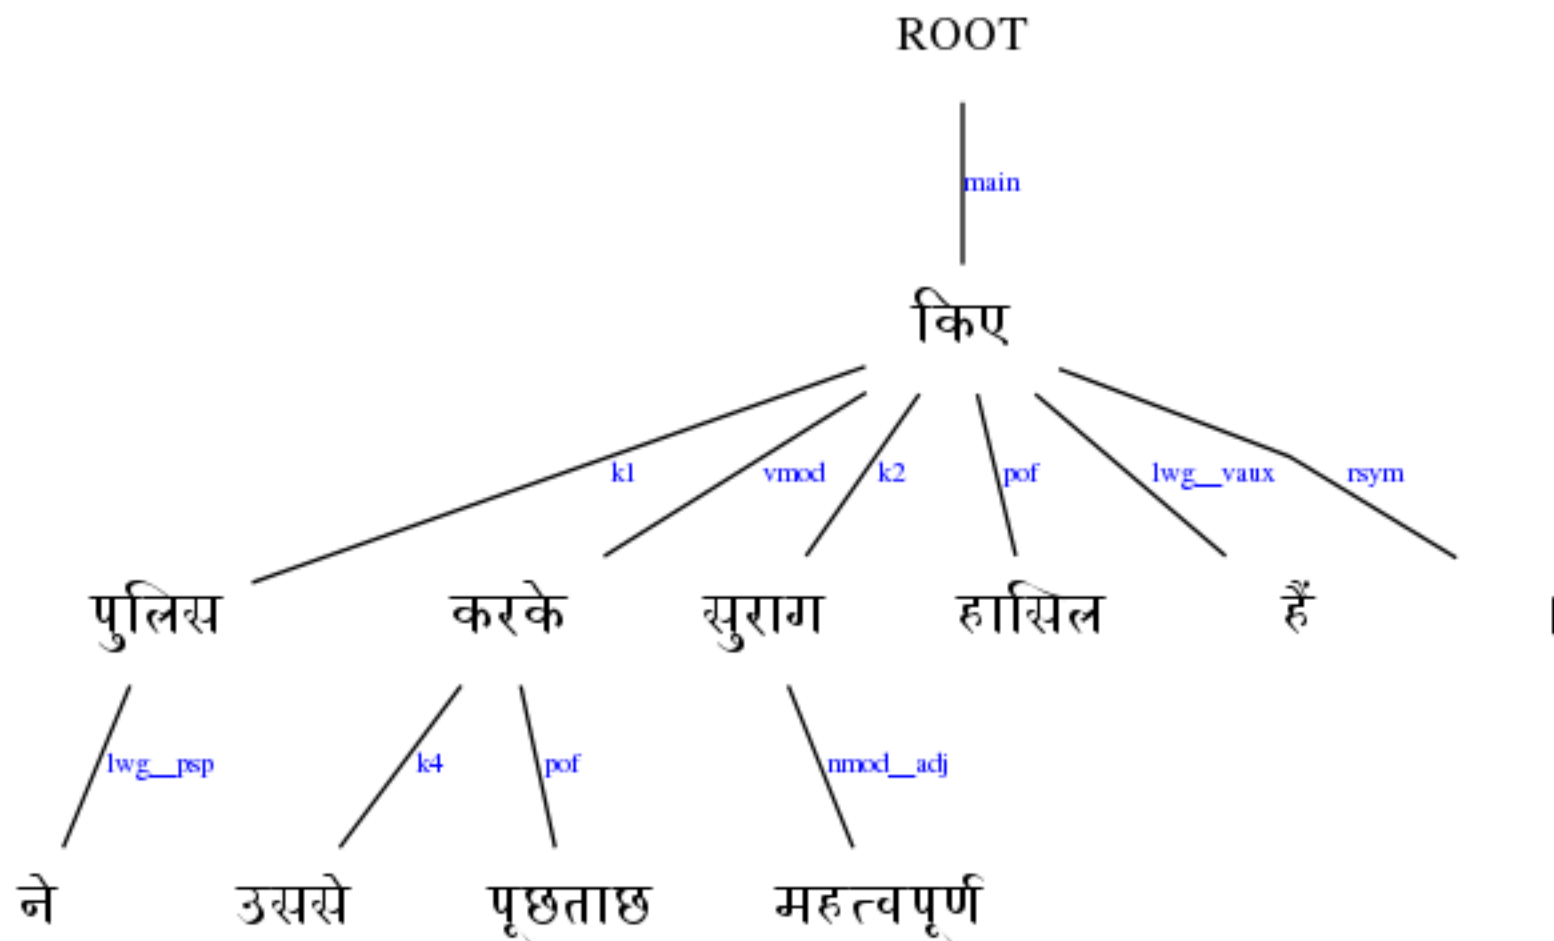 ROOT
main
किए
k1 vmod k2 pof lwg__vaux rsym
पुलिस करके सुराग हासिल हैं ।
lwg__psp k4 pof nmod__adj
ने उससे पूछताछ महत्वपूर्ण